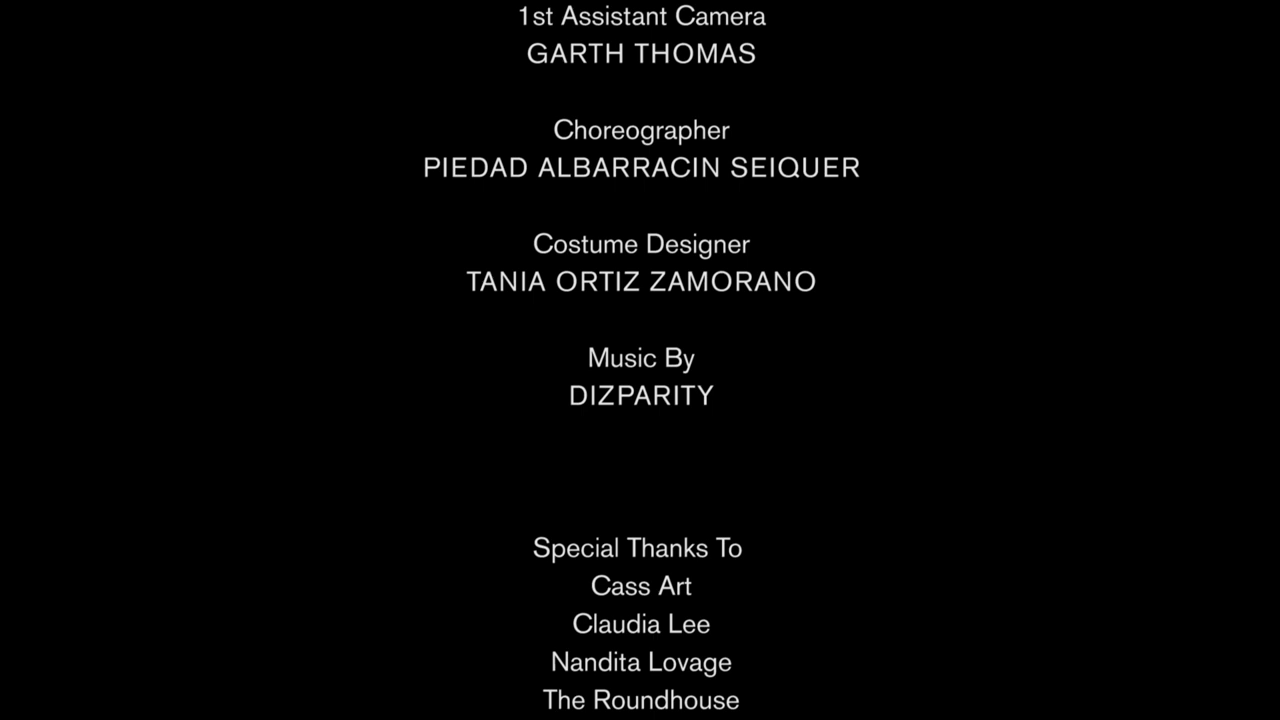 1st Assistant Camera
GARTH THOMAS
Choreographer
PIEDAD ALBARRACIN SEIQUER
Costume Designer
TANIA ORTIZ ZAMORANO
Music By
DIZPARITY
Special Thanks To
Cass Art
Claudia Lee
Nandita Lovage
The Roundhouse